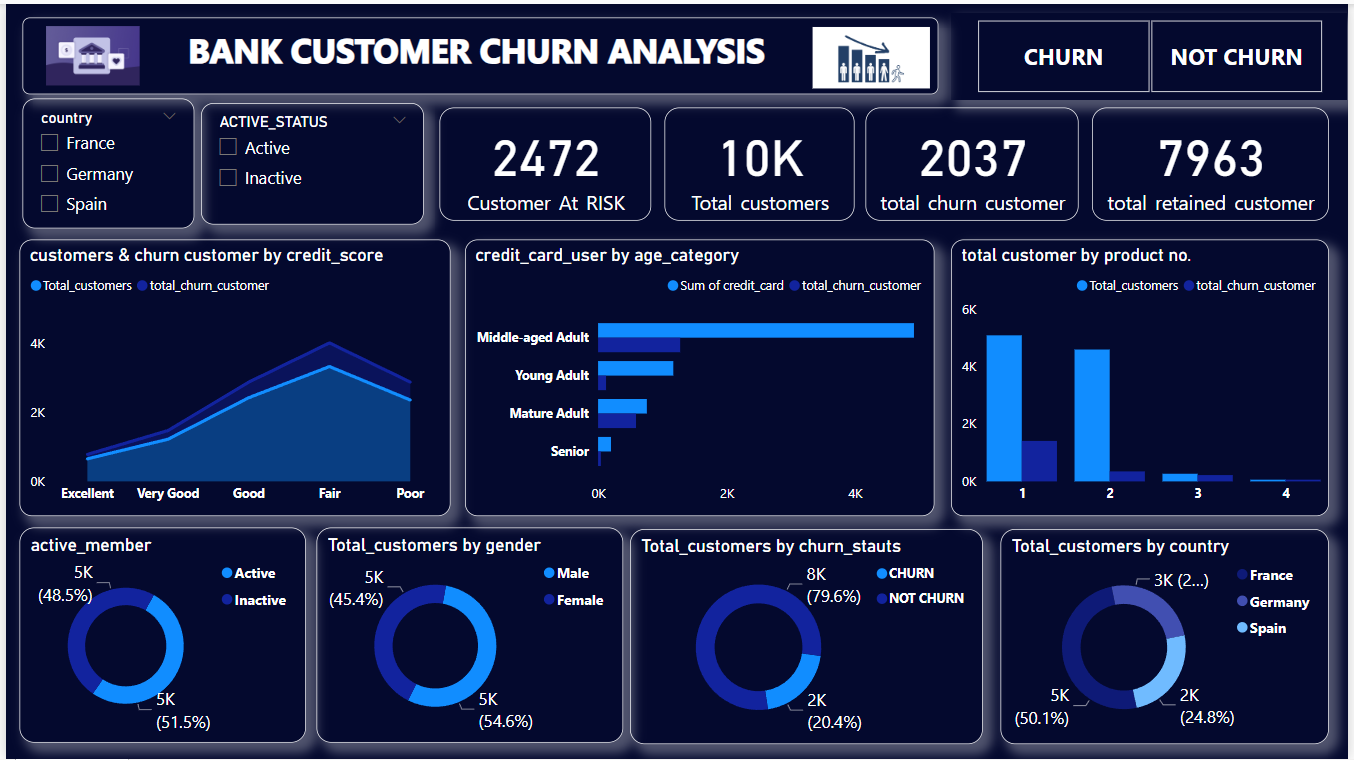 BANK CUSTOMER CHURN ANALYSIS
CHURN
NOT CHURN
country
France
Germany
Spain
ACTIVE_STATUS
Active
Inactive
2472
Customer At RISK
10K
Total customers
2037
total churn customer
7963
total retained customer
customers & churn customer by credit_score
Total_customers total_churn_customer
4K
2K
0K
Excellent Very Good Good Fair Poor
credit_card_user by age_category
Sum of credit_card total_churn_customer
Middle-aged Adult
Young Adult
Mature Adult
Senior
0K 2K 4K
total customer by product no.
Total_customers total_churn_customer
6K
4K
2K
0K
1 2 3 4
active_member
Active
Inactive
5K
(48.5%)
5K
(51.5%)
Total_customers by gender
Male
Female
5K
(45.4%)
5K
(54.6%)
Total_customers by churn_stauts
CHURN
NOT CHURN
8K
(79.6%)
2K
(20.4%)
Total_customers by country
France
Germany
Spain
3K (2...)
5K
(50.1%)
2K
(24.8%)